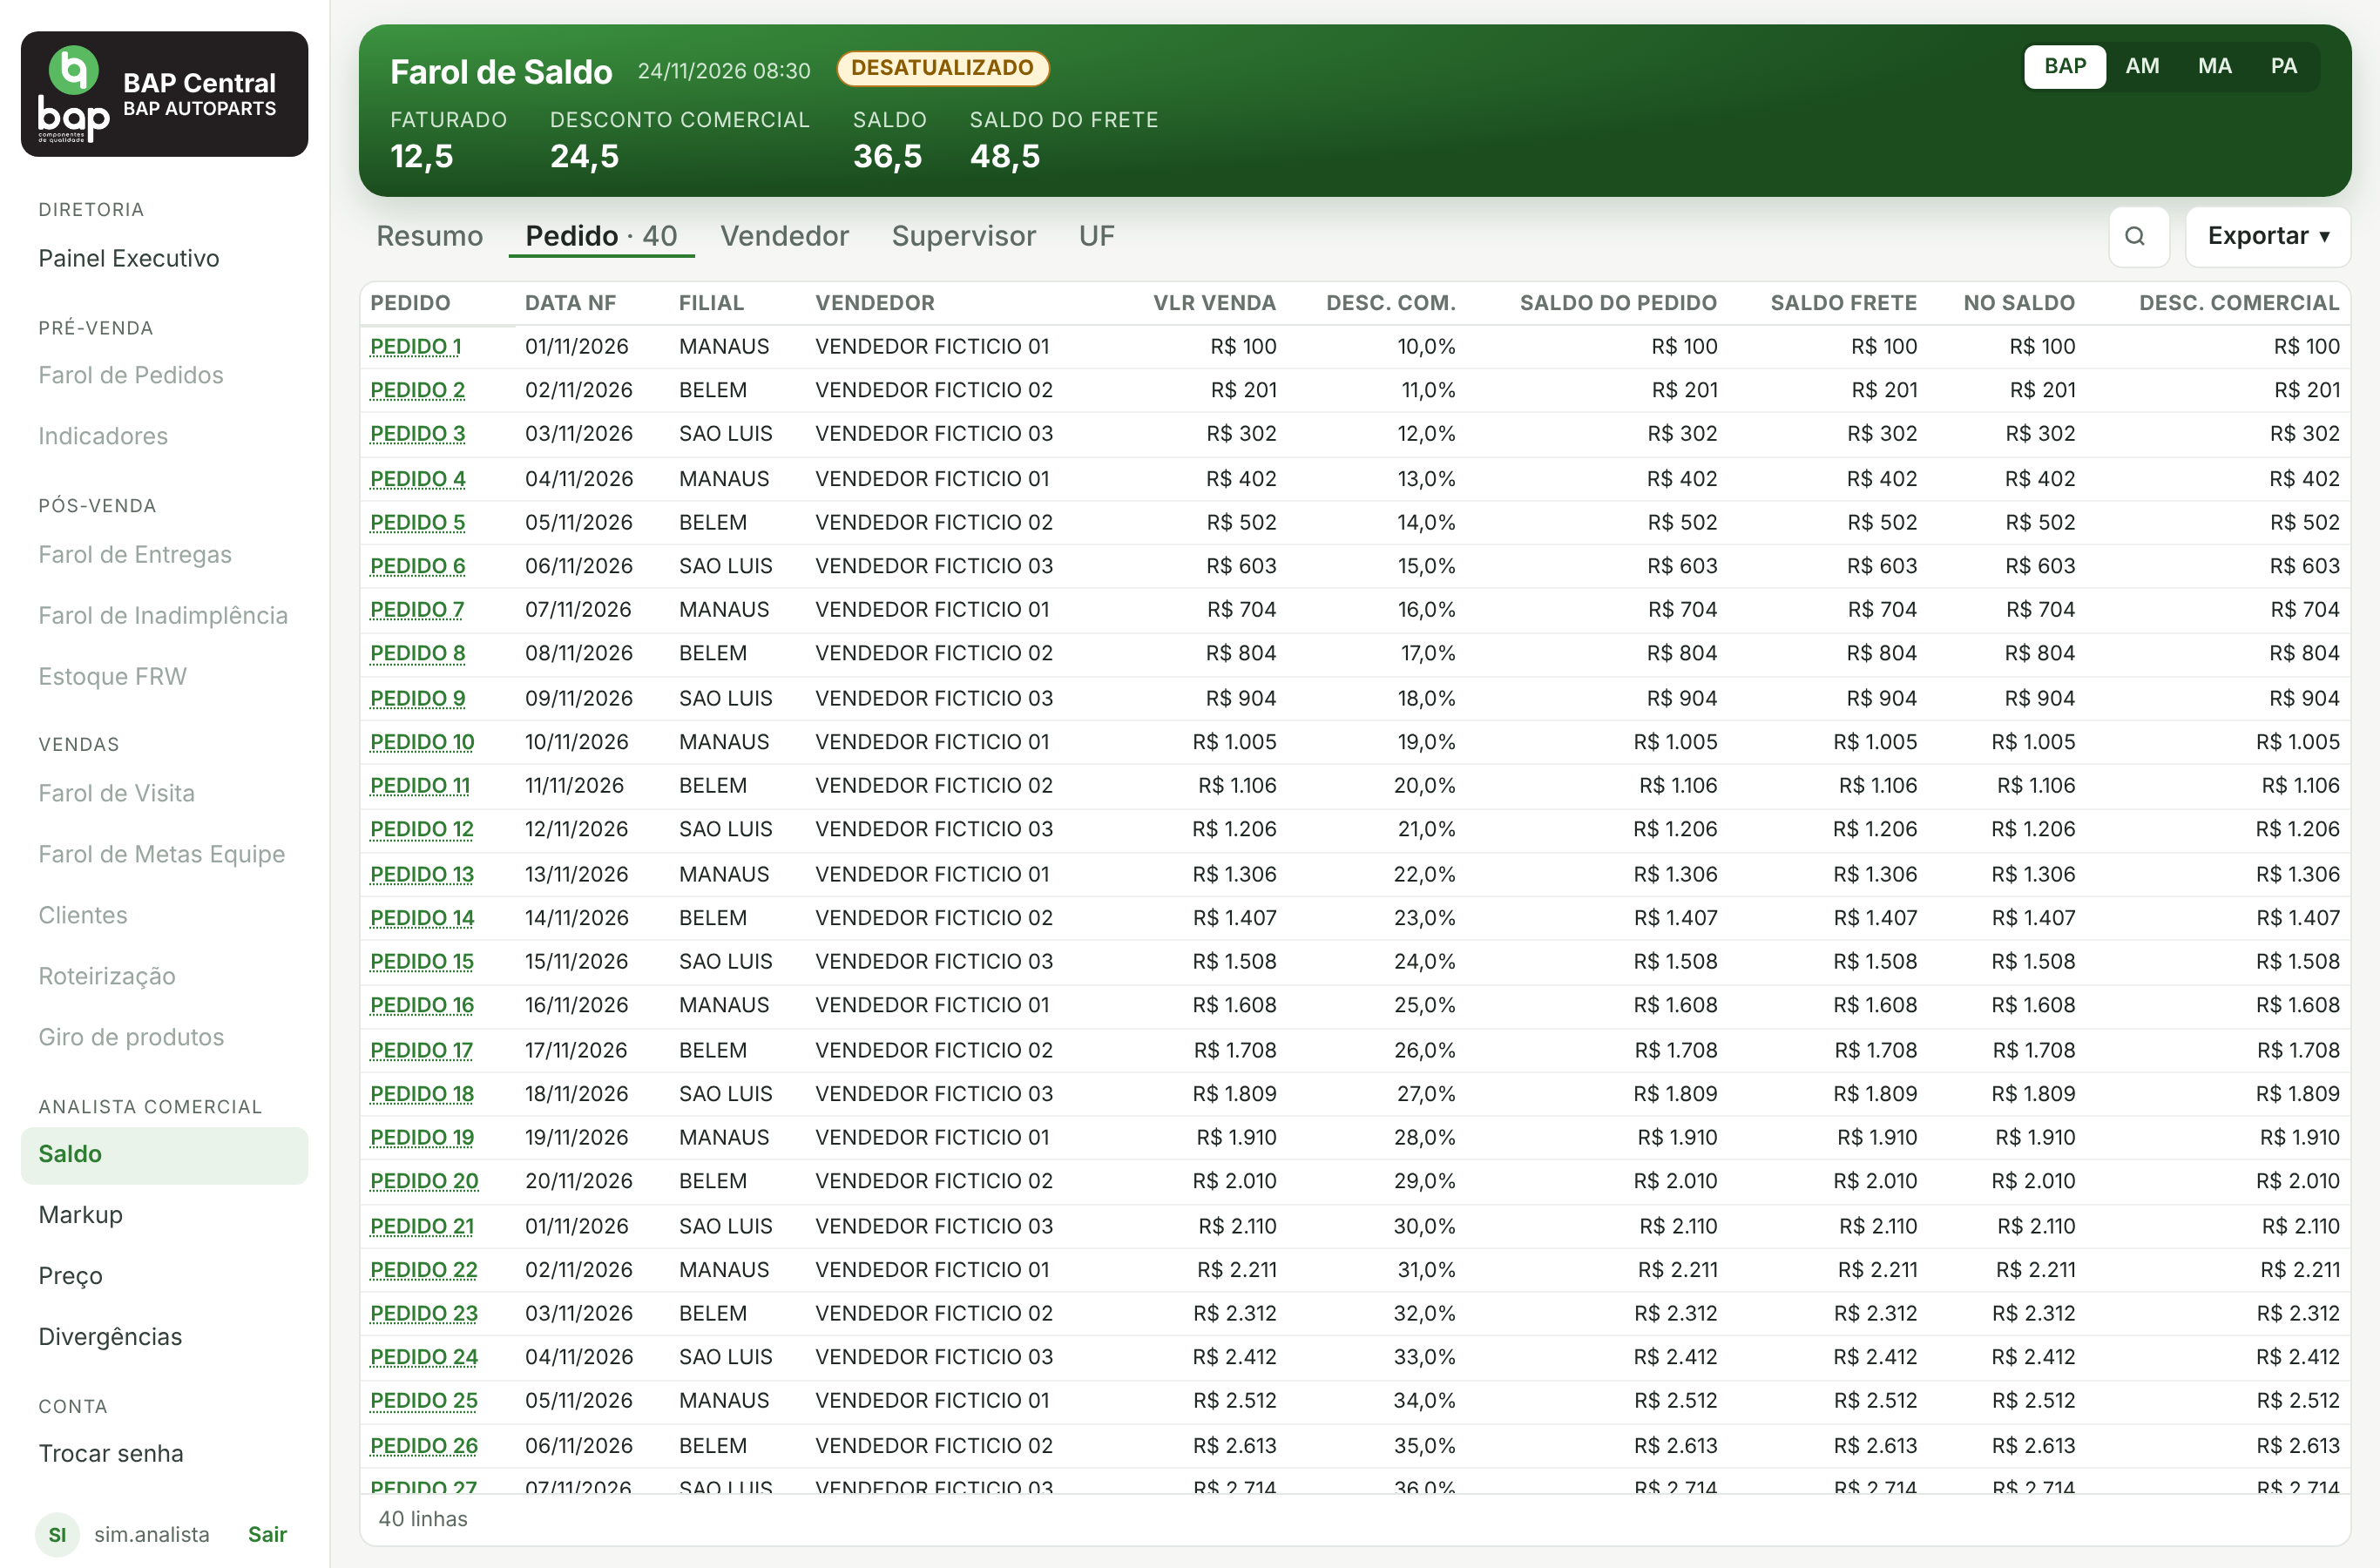 bap
componentes
de qualidade
BAP Central
BAP AUTOPARTS
DIRETORIA
Painel Executivo
PRÉ-VENDA
Farol de Pedidos
Indicadores
PÓS-VENDA
Farol de Entregas
Farol de Inadimplência
Estoque FRW
VENDAS
Farol de Visita
Farol de Metas Equipe
Clientes
Roteirização
Giro de produtos
ANALISTA COMERCIAL
Saldo
Markup
Preço
Divergências
CONTA
Trocar senha
SI sim.analista Sair
Farol de Saldo 24/11/2026 08:30 DESATUALIZADO BAP AM MA PA
FATURADO DESCONTO COMERCIAL SALDO SALDO DO FRETE
12,5 24,5 36,5 48,5
Resumo Pedido · 40 Vendedor Supervisor UF Exportar ▾
PEDIDO DATA NF FILIAL VENDEDOR VLR VENDA DESC. COM. SALDO DO PEDIDO SALDO FRETE NO SALDO DESC. COMERCIAL
PEDIDO 1 01/11/2026 MANAUS VENDEDOR FICTICIO 01 R$ 100 10,0% R$ 100 R$ 100 R$ 100 R$ 100
PEDIDO 2 02/11/2026 BELEM VENDEDOR FICTICIO 02 R$ 201 11,0% R$ 201 R$ 201 R$ 201 R$ 201
PEDIDO 3 03/11/2026 SAO LUIS VENDEDOR FICTICIO 03 R$ 302 12,0% R$ 302 R$ 302 R$ 302 R$ 302
PEDIDO 4 04/11/2026 MANAUS VENDEDOR FICTICIO 01 R$ 402 13,0% R$ 402 R$ 402 R$ 402 R$ 402
PEDIDO 5 05/11/2026 BELEM VENDEDOR FICTICIO 02 R$ 502 14,0% R$ 502 R$ 502 R$ 502 R$ 502
PEDIDO 6 06/11/2026 SAO LUIS VENDEDOR FICTICIO 03 R$ 603 15,0% R$ 603 R$ 603 R$ 603 R$ 603
PEDIDO 7 07/11/2026 MANAUS VENDEDOR FICTICIO 01 R$ 704 16,0% R$ 704 R$ 704 R$ 704 R$ 704
PEDIDO 8 08/11/2026 BELEM VENDEDOR FICTICIO 02 R$ 804 17,0% R$ 804 R$ 804 R$ 804 R$ 804
PEDIDO 9 09/11/2026 SAO LUIS VENDEDOR FICTICIO 03 R$ 904 18,0% R$ 904 R$ 904 R$ 904 R$ 904
PEDIDO 10 10/11/2026 MANAUS VENDEDOR FICTICIO 01 R$ 1.005 19,0% R$ 1.005 R$ 1.005 R$ 1.005 R$ 1.005
PEDIDO 11 11/11/2026 BELEM VENDEDOR FICTICIO 02 R$ 1.106 20,0% R$ 1.106 R$ 1.106 R$ 1.106 R$ 1.106
PEDIDO 12 12/11/2026 SAO LUIS VENDEDOR FICTICIO 03 R$ 1.206 21,0% R$ 1.206 R$ 1.206 R$ 1.206 R$ 1.206
PEDIDO 13 13/11/2026 MANAUS VENDEDOR FICTICIO 01 R$ 1.306 22,0% R$ 1.306 R$ 1.306 R$ 1.306 R$ 1.306
PEDIDO 14 14/11/2026 BELEM VENDEDOR FICTICIO 02 R$ 1.407 23,0% R$ 1.407 R$ 1.407 R$ 1.407 R$ 1.407
PEDIDO 15 15/11/2026 SAO LUIS VENDEDOR FICTICIO 03 R$ 1.508 24,0% R$ 1.508 R$ 1.508 R$ 1.508 R$ 1.508
PEDIDO 16 16/11/2026 MANAUS VENDEDOR FICTICIO 01 R$ 1.608 25,0% R$ 1.608 R$ 1.608 R$ 1.608 R$ 1.608
PEDIDO 17 17/11/2026 BELEM VENDEDOR FICTICIO 02 R$ 1.708 26,0% R$ 1.708 R$ 1.708 R$ 1.708 R$ 1.708
PEDIDO 18 18/11/2026 SAO LUIS VENDEDOR FICTICIO 03 R$ 1.809 27,0% R$ 1.809 R$ 1.809 R$ 1.809 R$ 1.809
PEDIDO 19 19/11/2026 MANAUS VENDEDOR FICTICIO 01 R$ 1.910 28,0% R$ 1.910 R$ 1.910 R$ 1.910 R$ 1.910
PEDIDO 20 20/11/2026 BELEM VENDEDOR FICTICIO 02 R$ 2.010 29,0% R$ 2.010 R$ 2.010 R$ 2.010 R$ 2.010
PEDIDO 21 01/11/2026 SAO LUIS VENDEDOR FICTICIO 03 R$ 2.110 30,0% R$ 2.110 R$ 2.110 R$ 2.110 R$ 2.110
PEDIDO 22 02/11/2026 MANAUS VENDEDOR FICTICIO 01 R$ 2.211 31,0% R$ 2.211 R$ 2.211 R$ 2.211 R$ 2.211
PEDIDO 23 03/11/2026 BELEM VENDEDOR FICTICIO 02 R$ 2.312 32,0% R$ 2.312 R$ 2.312 R$ 2.312 R$ 2.312
PEDIDO 24 04/11/2026 SAO LUIS VENDEDOR FICTICIO 03 R$ 2.412 33,0% R$ 2.412 R$ 2.412 R$ 2.412 R$ 2.412
PEDIDO 25 05/11/2026 MANAUS VENDEDOR FICTICIO 01 R$ 2.512 34,0% R$ 2.512 R$ 2.512 R$ 2.512 R$ 2.512
PEDIDO 26 06/11/2026 BELEM VENDEDOR FICTICIO 02 R$ 2.613 35,0% R$ 2.613 R$ 2.613 R$ 2.613 R$ 2.613
PEDIDO 27 07/11/2026 SAO LUIS VENDEDOR FICTICIO 03 R$ 2.714 36,0% R$ 2.714 R$ 2.714 R$ 2.714 R$ 2.714
40 linhas